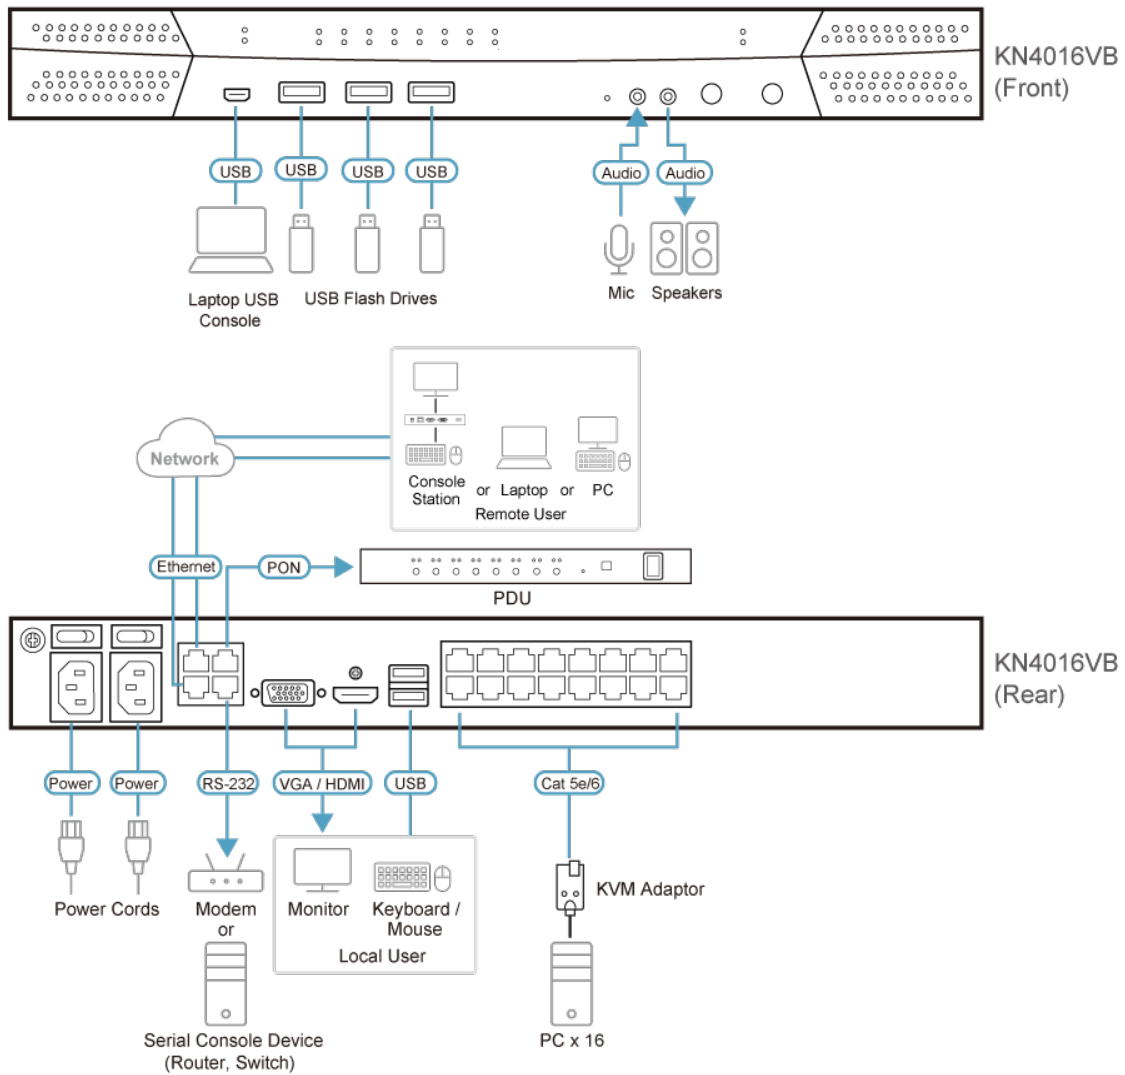 KN4016VB
(Front)
USB
USB
USB
USB
Audio
Audio
Laptop USB
Console
USB Flash Drives
Mic
Speakers
Network
Console
Station
or
Laptop
or
PC
Remote User
Ethernet
PON
PDU
KN4016VB
(Rear)
Power
Power
RS-232
VGA / HDMI
USB
Cat 5e/6
KVM Adaptor
Power Cords
Modem
or
Monitor
Keyboard /
Mouse
Local User
Serial Console Device
(Router, Switch)
PC x 16